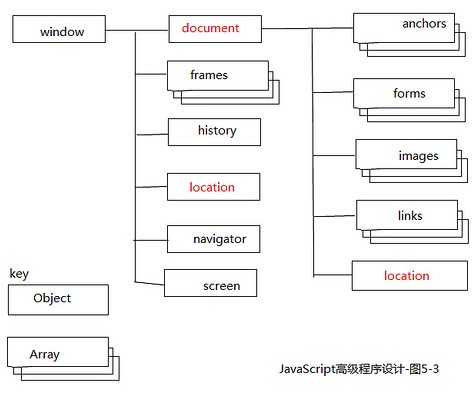 window
document
frames
history
location
navigator
screen
anchors
forms
images
links
location
key
Object
Array
JavaScript高级程序设计-图5-3